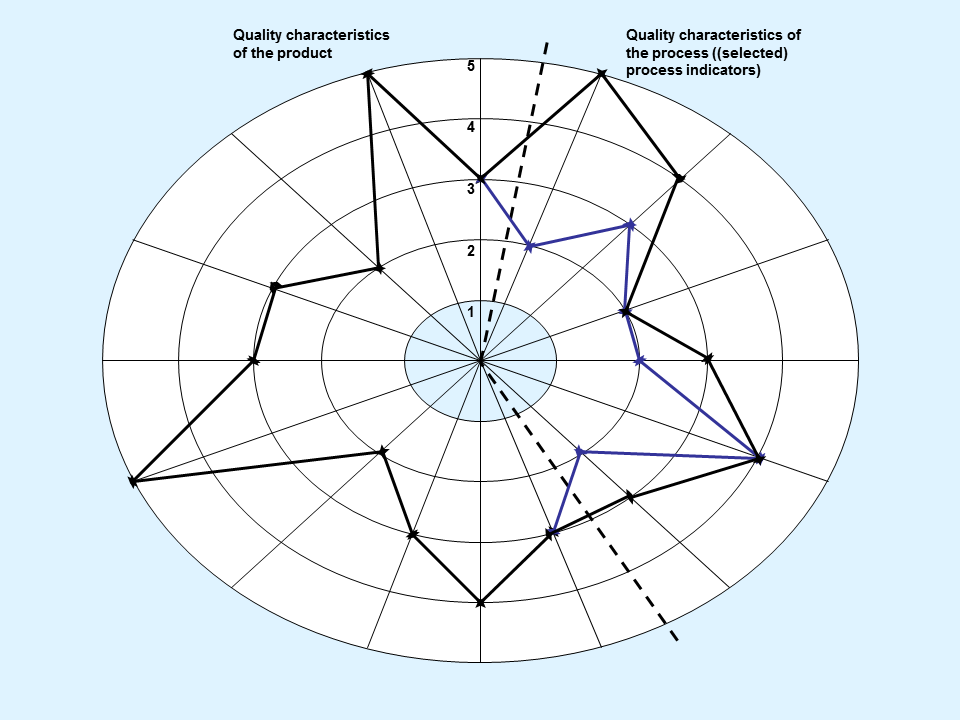 Quality characteristics
of the product
Quality characteristics of
the process ((selected)
process indicators)
5
4
3
2
1